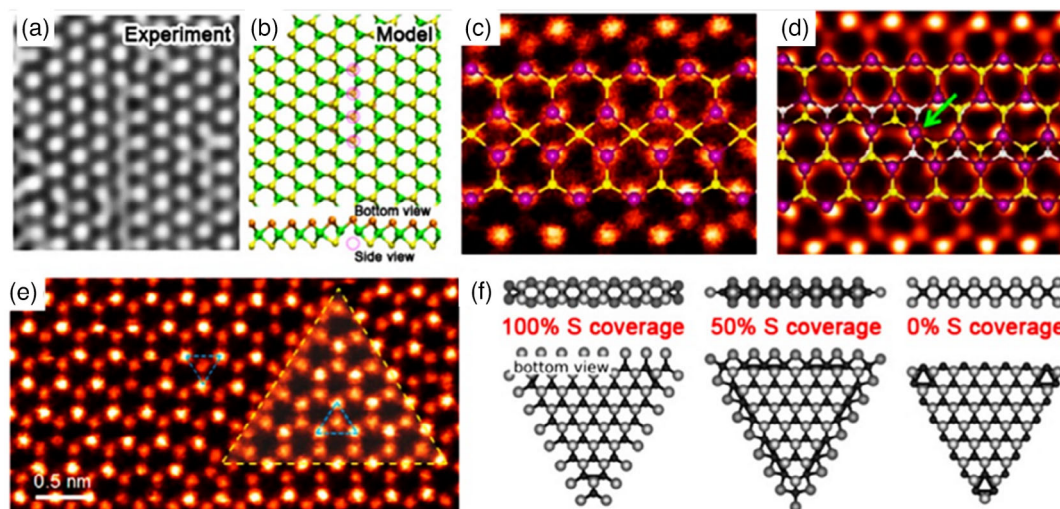 (a)
Experiment
(b)
Model
Bottom view
Side view
(c)
(d)
(e)
0.5 nm
(f)
100% S coverage
50% S coverage
0% S coverage
bottom view